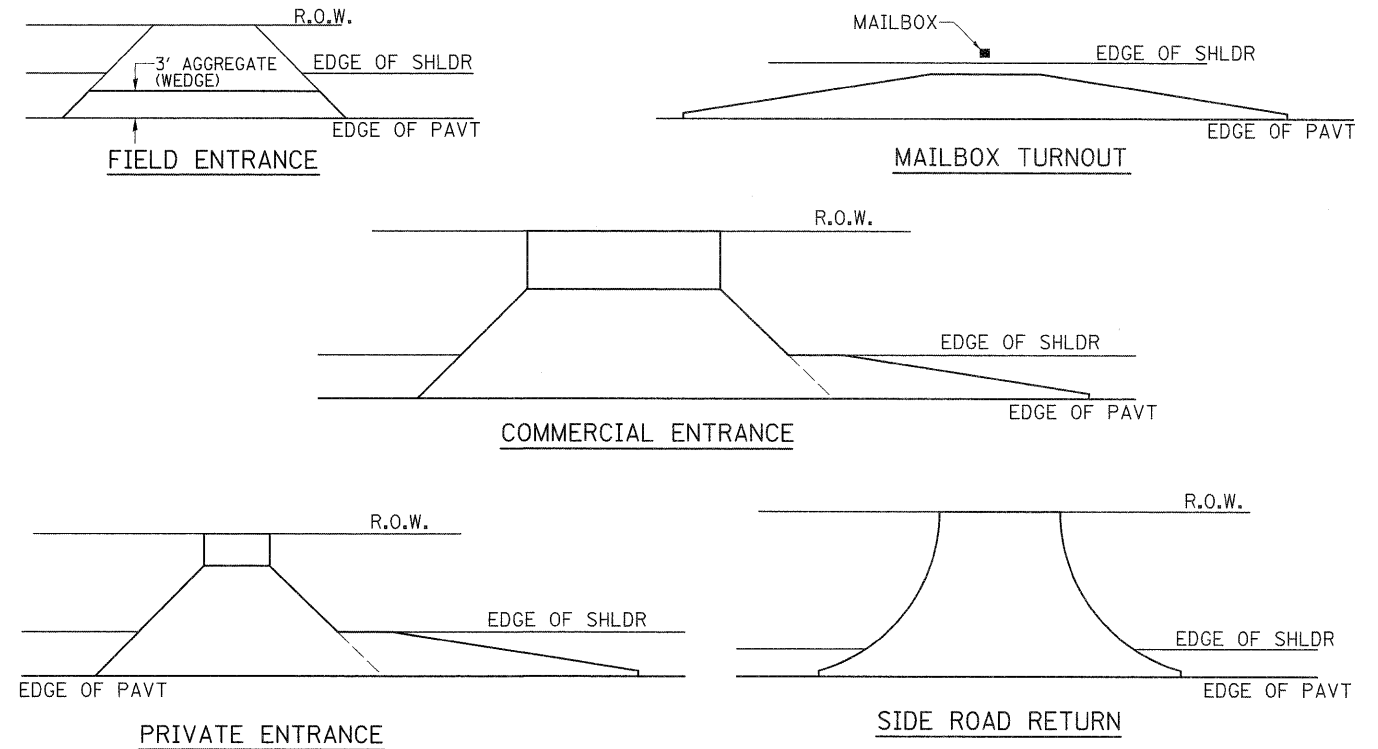 R.O.W.
3' AGGREGATE
(WEDGE)
EDGE OF SHLDR
EDGE OF PAVT
FIELD ENTRANCE
MAILBOX
EDGE OF SHLDR
EDGE OF PAVT
MAILBOX TURNOUT
R.O.W.
EDGE OF SHLDR
EDGE OF PAVT
COMMERCIAL ENTRANCE
R.O.W.
EDGE OF SHLDR
EDGE OF PAVT
PRIVATE ENTRANCE
R.O.W.
EDGE OF SHLDR
EDGE OF PAVT
SIDE ROAD RETURN